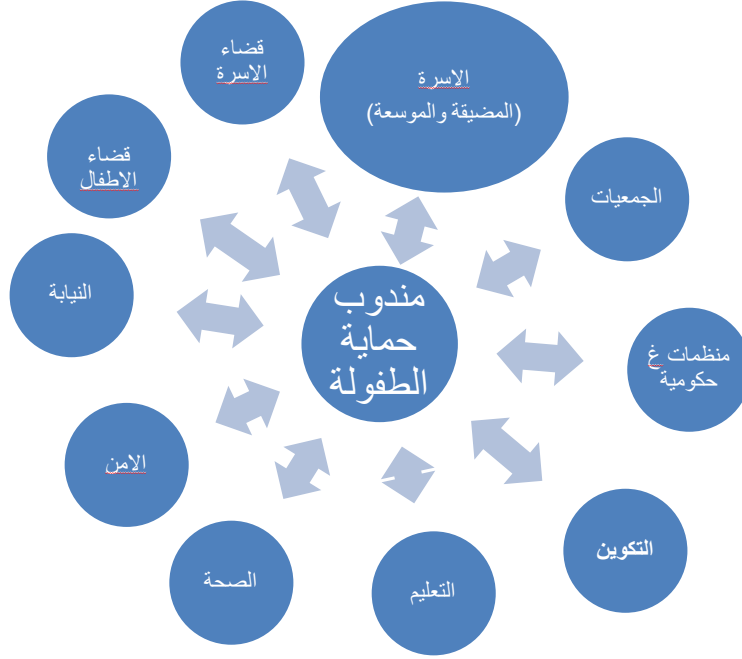 قضاء
الاسرة
الاسرة
(المضيقة والموسعة)
قضاء
الاطفال
الجمعيات
النيابة
مندوب
حماية
الطفولة
منظمات غ
حكومية
الامن
التكوين
الصحة
التعليم